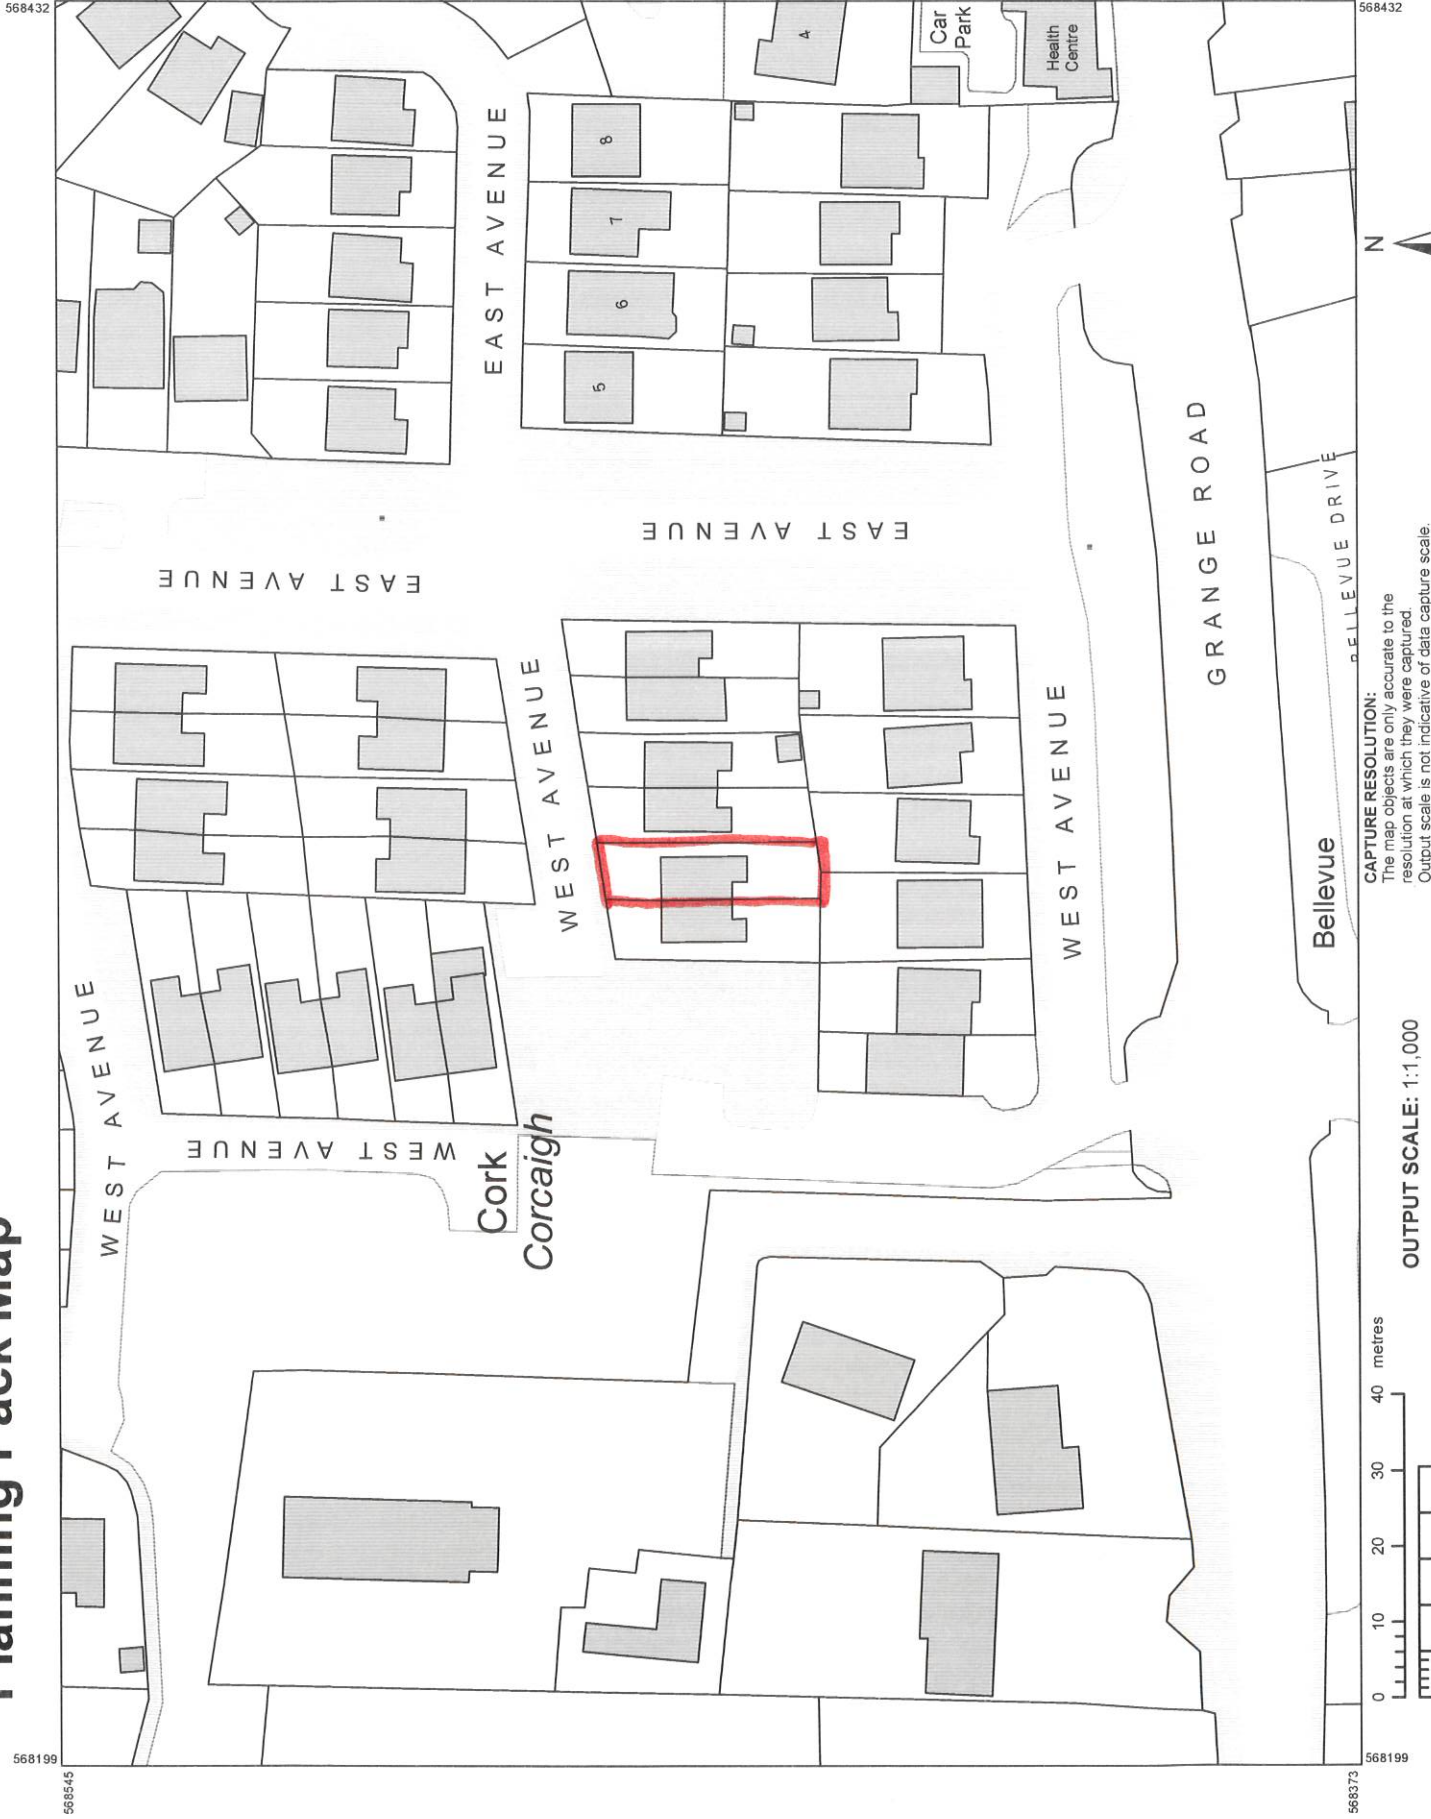 Planning Pack Map
568545
568199
568432
WEST AVENUE
WEST AVENUE
EAST AVENUE
Cork
Corcaigh
WEST AVENUE
EAST AVENUE
EAST AVENUE
5
6
7
8
4
Car
Park
Health
Centre
WEST AVENUE
GRANGE ROAD
Bellevue
BELLEVUE DRIVE
568373
568199
568432
0
10
20
30
40
metres
OUTPUT SCALE: 1:1,000
CAPTURE RESOLUTION:
The map objects are only accurate to the
resolution at which they were captured.
Output scale is not indicative of data capture scale.
N